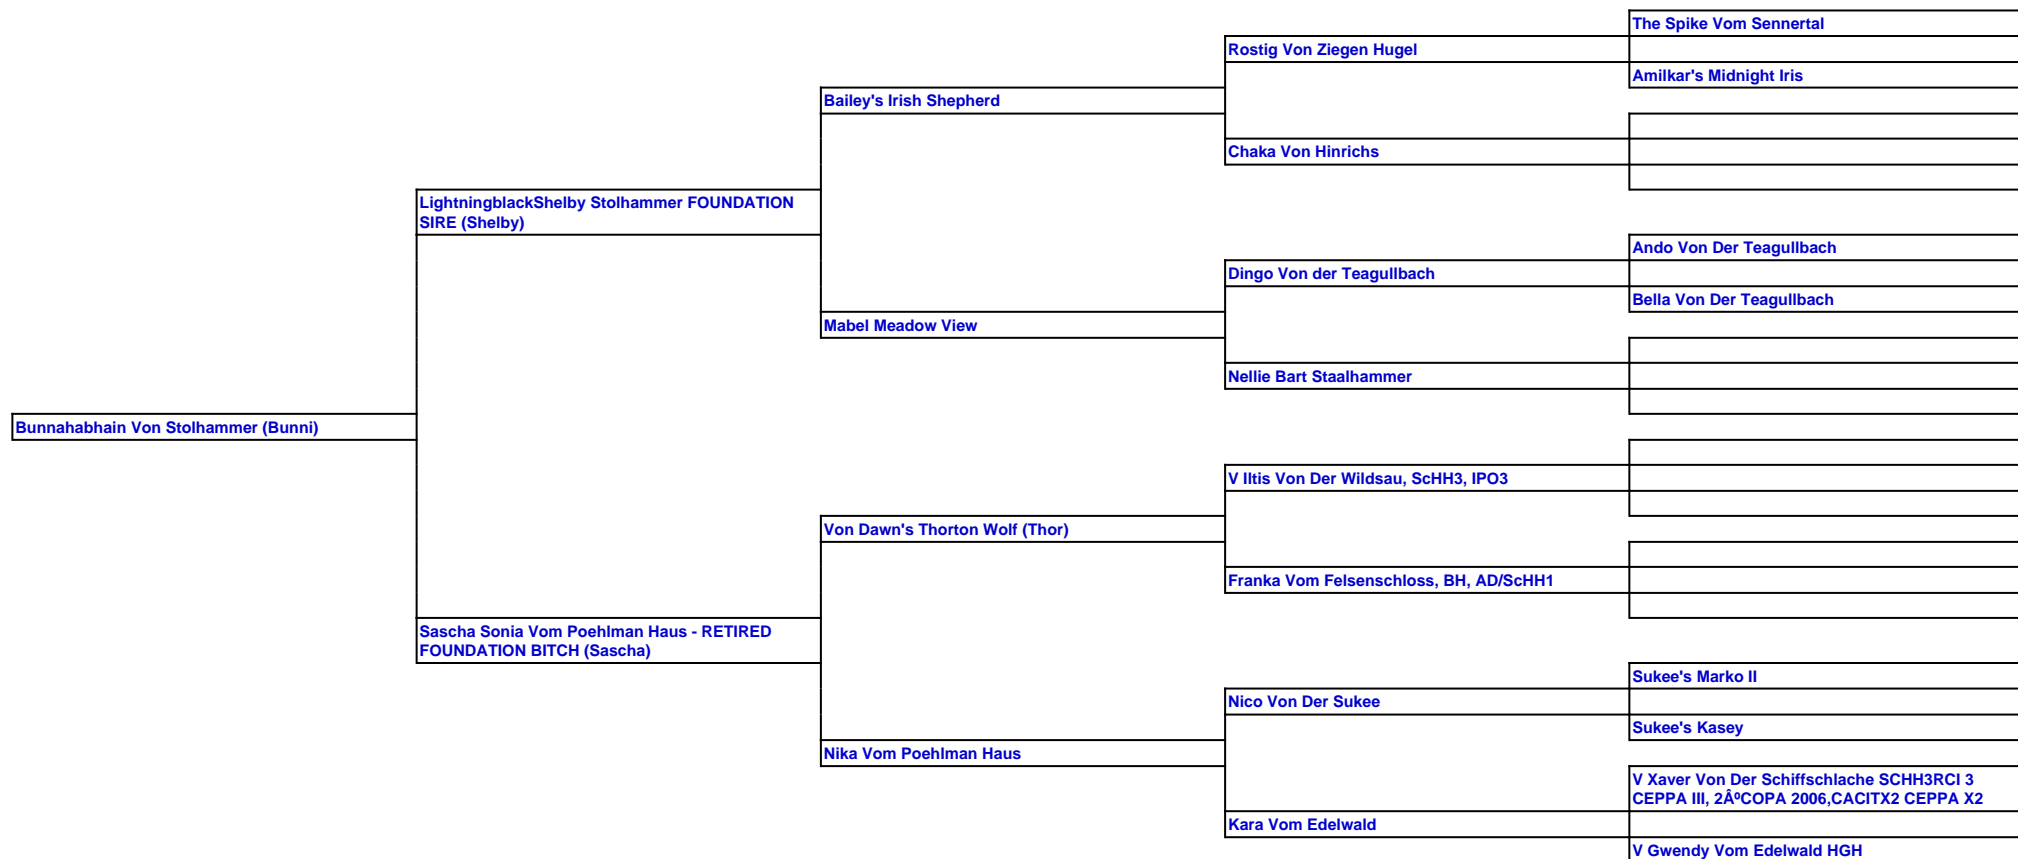 The Spike Vom Sennertal
Rostig Von Ziegen Hugel
Amilkar's Midnight Iris
Bailey's Irish Shepherd
Chaka Von Hinrichs
LightningblackShelby Stolhammer FOUNDATION
SIRE (Shelby)
Ando Von Der Teagullbach
Dingo Von der Teagullbach
Bella Von Der Teagullbach
Mabel Meadow View
Nellie Bart Staalhammer
Bunnahabhain Von Stolhammer (Bunni)
V Iltis Von Der Wildsau, ScHH3, IPO3
Von Dawn's Thorton Wolf (Thor)
Franka Vom Felsenschloss, BH, AD/ScHH1
Sascha Sonia Vom Poehlman Haus - RETIRED
FOUNDATION BITCH (Sascha)
Sukee's Marko II
Nico Von Der Sukee
Sukee's Kasey
Nika Vom Poehlman Haus
V Xaver Von Der Schiffschlache SCHH3RCI 3
CEPPA III, 2ÂºCOPA 2006,CACITX2 CEPPA X2
Kara Vom Edelwald
V Gwendy Vom Edelwald HGH